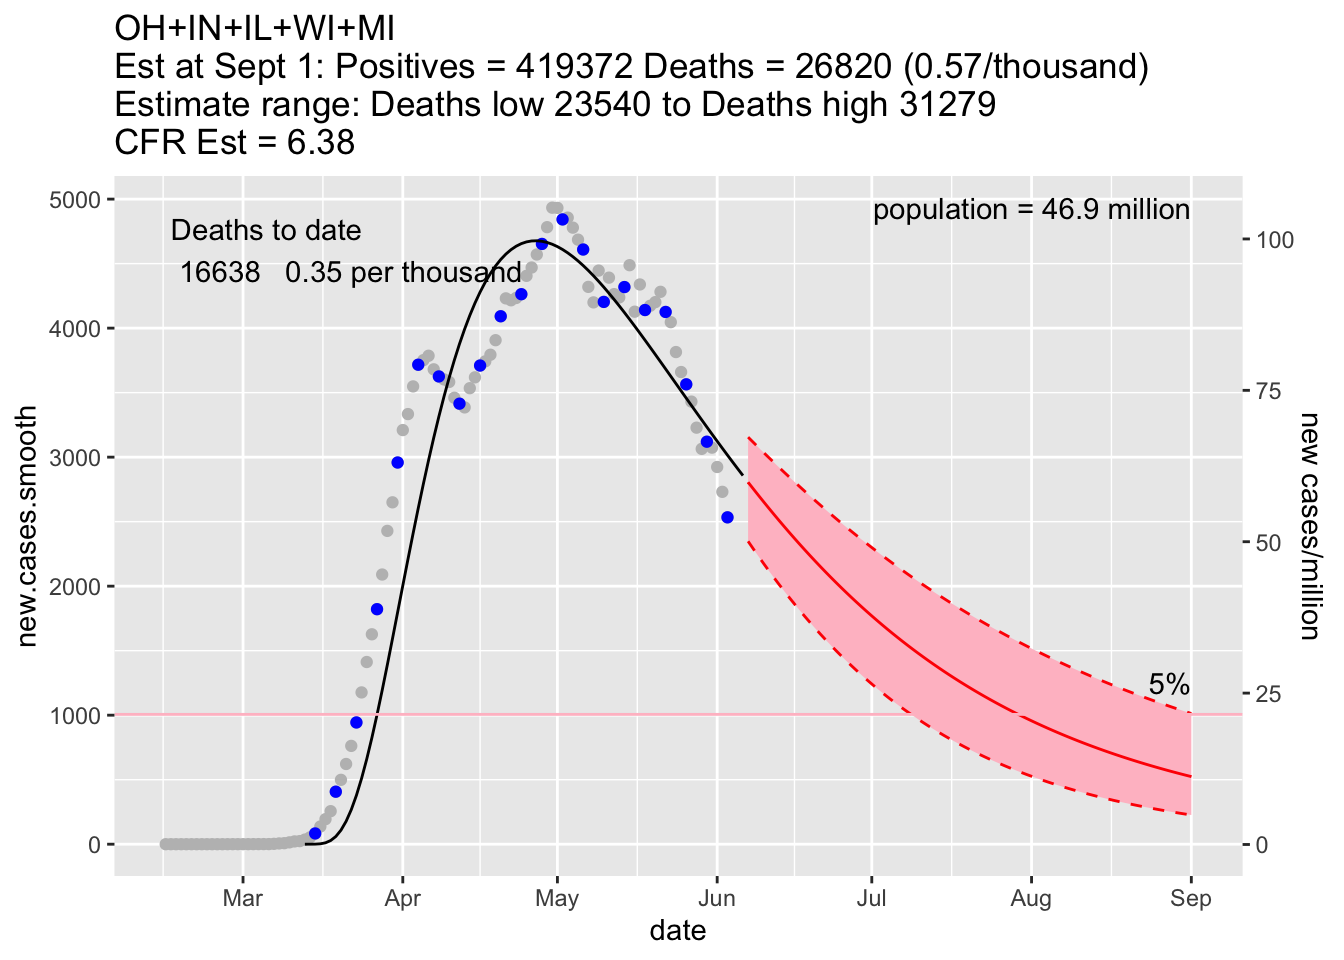 OH+IN+IL+WI+MI
Est at Sept 1: Positives = 419372 Deaths = 26820 (0.57/thousand)
Estimate range: Deaths low 23540 to Deaths high 31279
CFR Est = 6.38
5000
4000
3000
2000
1000
0
new.cases.smooth
Deaths to date
16638 0.35 per thousand
population = 46.9 million
5%
100
75
50
25
0
new cases/million
Mar Apr May Jun Jul Aug Sep
date